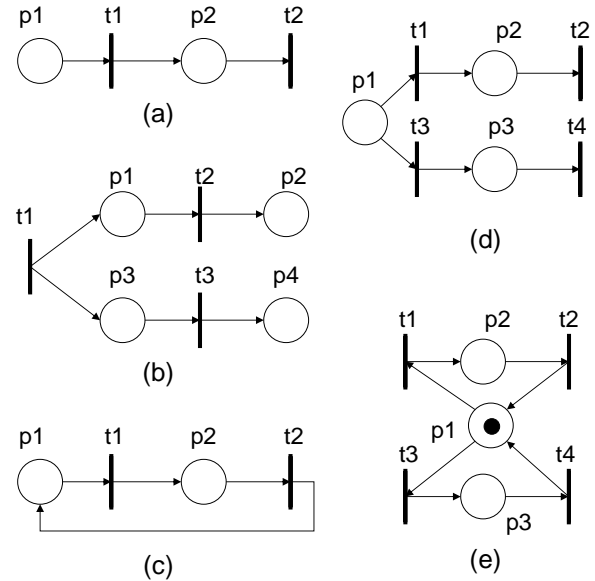 p1 t1 p2 t2
(a)
p1 t2 p2
t1
p3 t3 p4
(b)
p1 t1 p2 t2
(c)
t1 p2 t2
p1
t3 p3 t4
(d)
t1 p2 t2
p1
t3 t4
p3
(e)